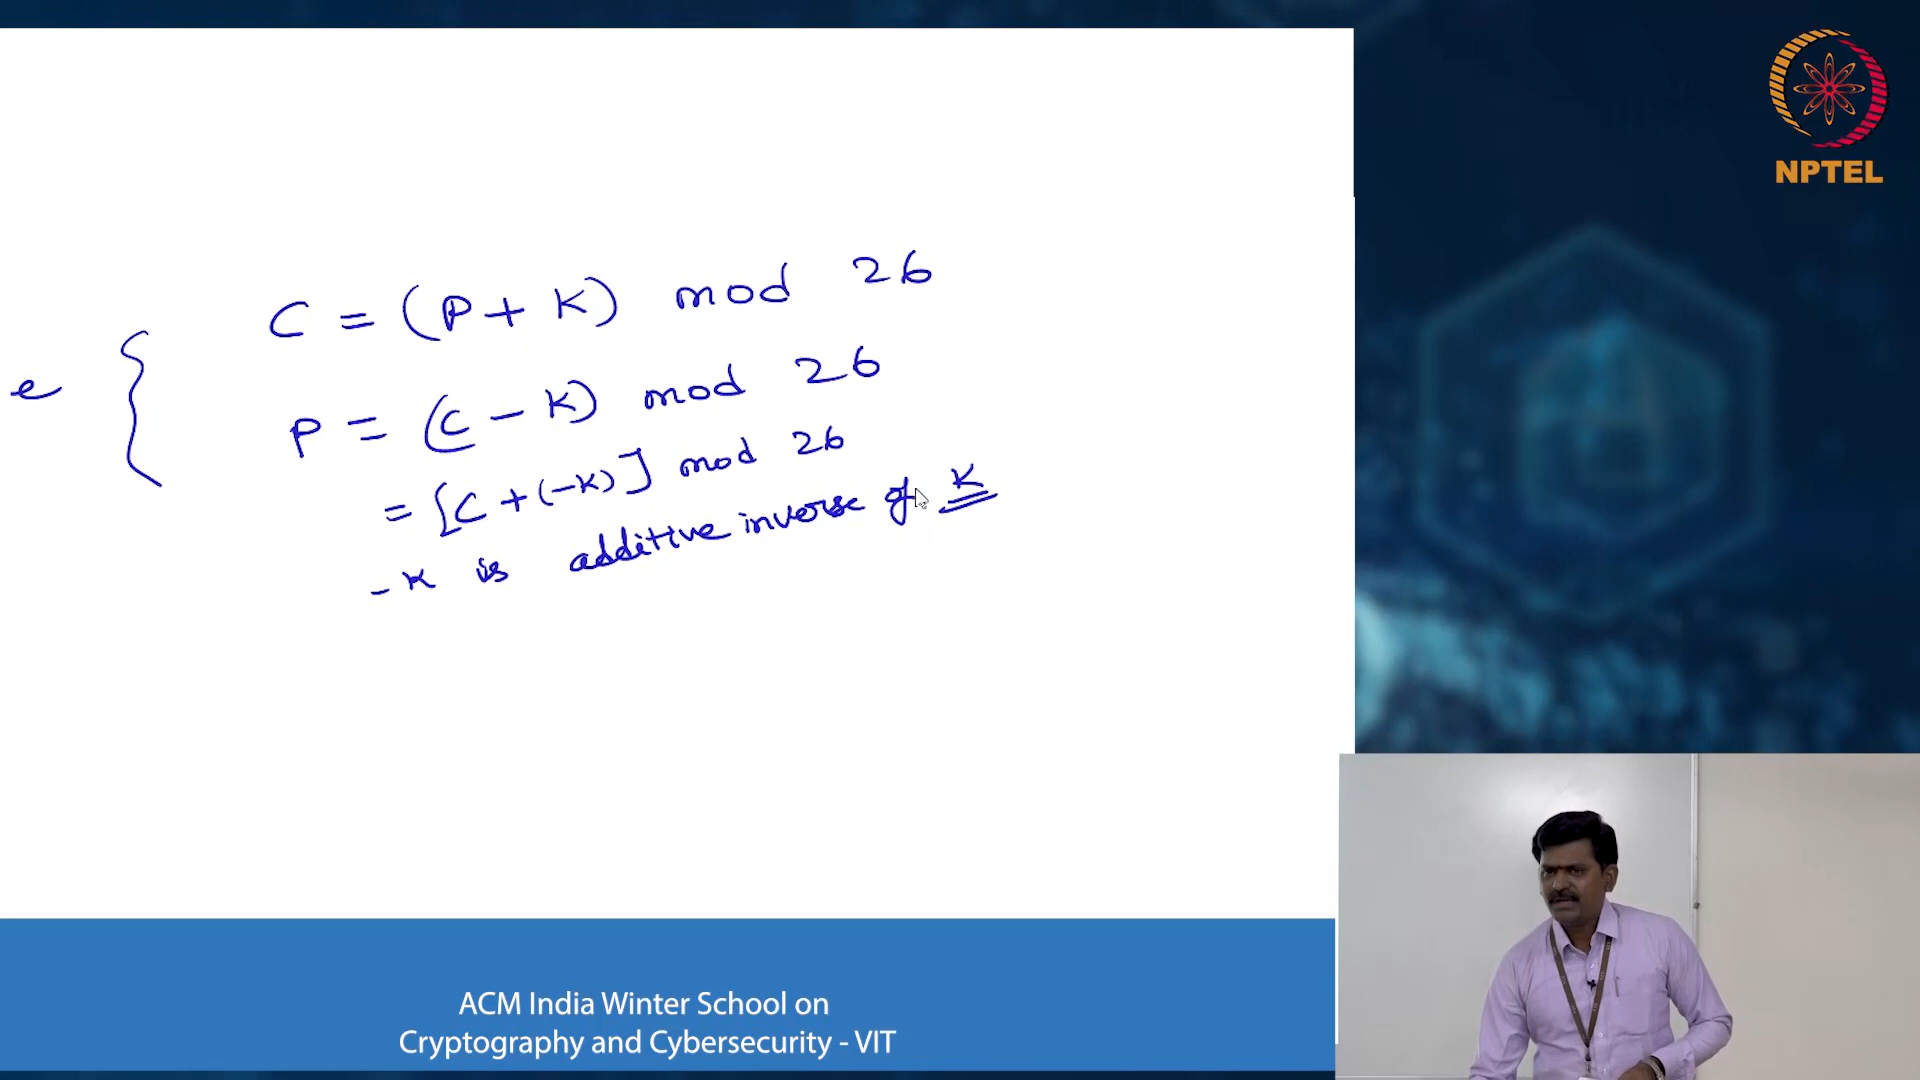 NPTEL
C = (P + K) mod 26
e { P = (C - K) mod 26
= [C + (-K)] mod 26
-K is additive inverse of K
ACM India Winter School on
Cryptography and Cybersecurity - VIT